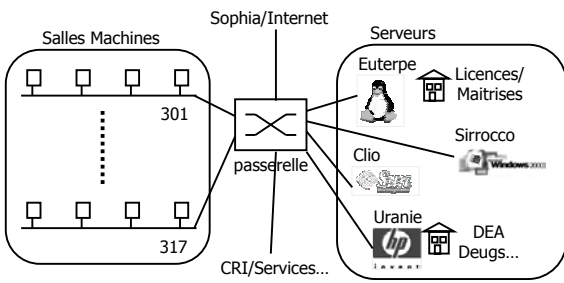 Sophia/Internet
Salles Machines
301
317
passerelle
CRI/Services...
Serveurs
Euterpe
Licences/
Maitrises
Sirrocco
Windows 2000
Clio
Uranie
hp
invent
DEA
Deugs...